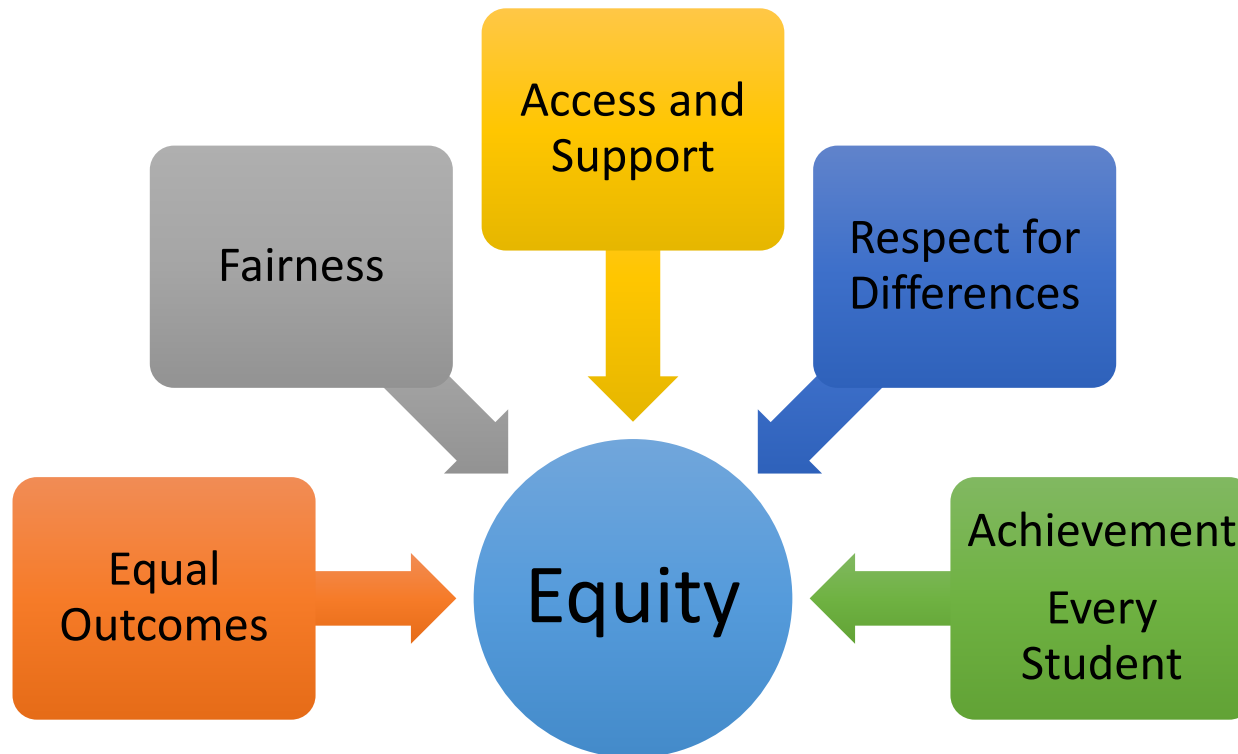 Access and
Support
Fairness
Respect for
Differences
Equal
Outcomes
Equity
Achievement
Every
Student